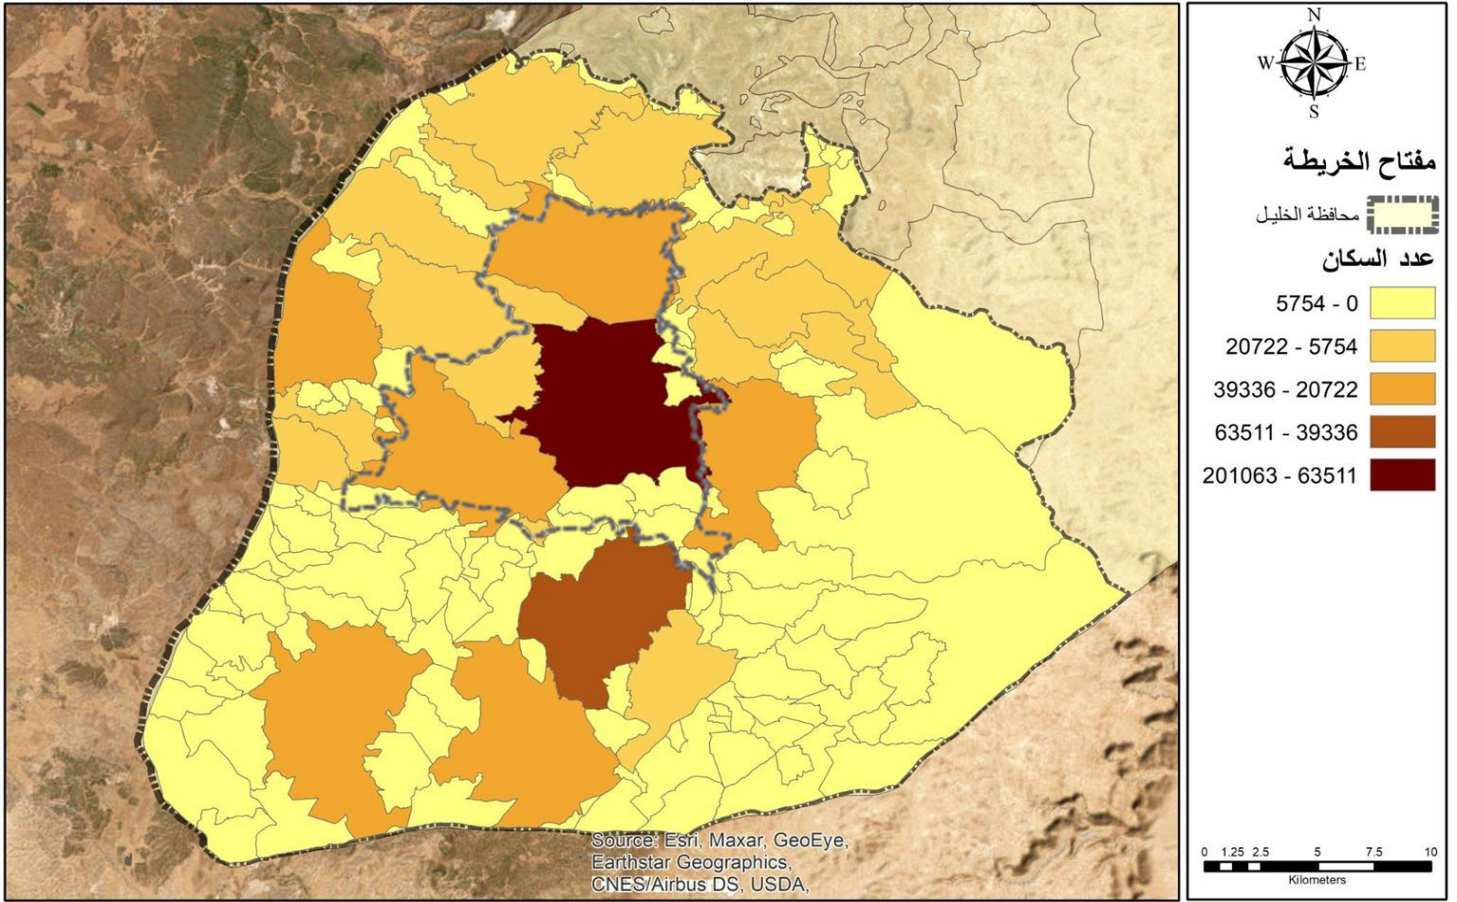 N
W E
S
مفتاح الخريطة
محافظة الخليل
عدد السكان
5754 - 0
20722 - 5754
39336 - 20722
63511 - 39336
201063 - 63511
0 1.25 2.5 5 7.5 10
Kilometers
Source: Esri, Maxar, GeoEye,
Earthstar Geographics,
CNES/Airbus DS, USDA,